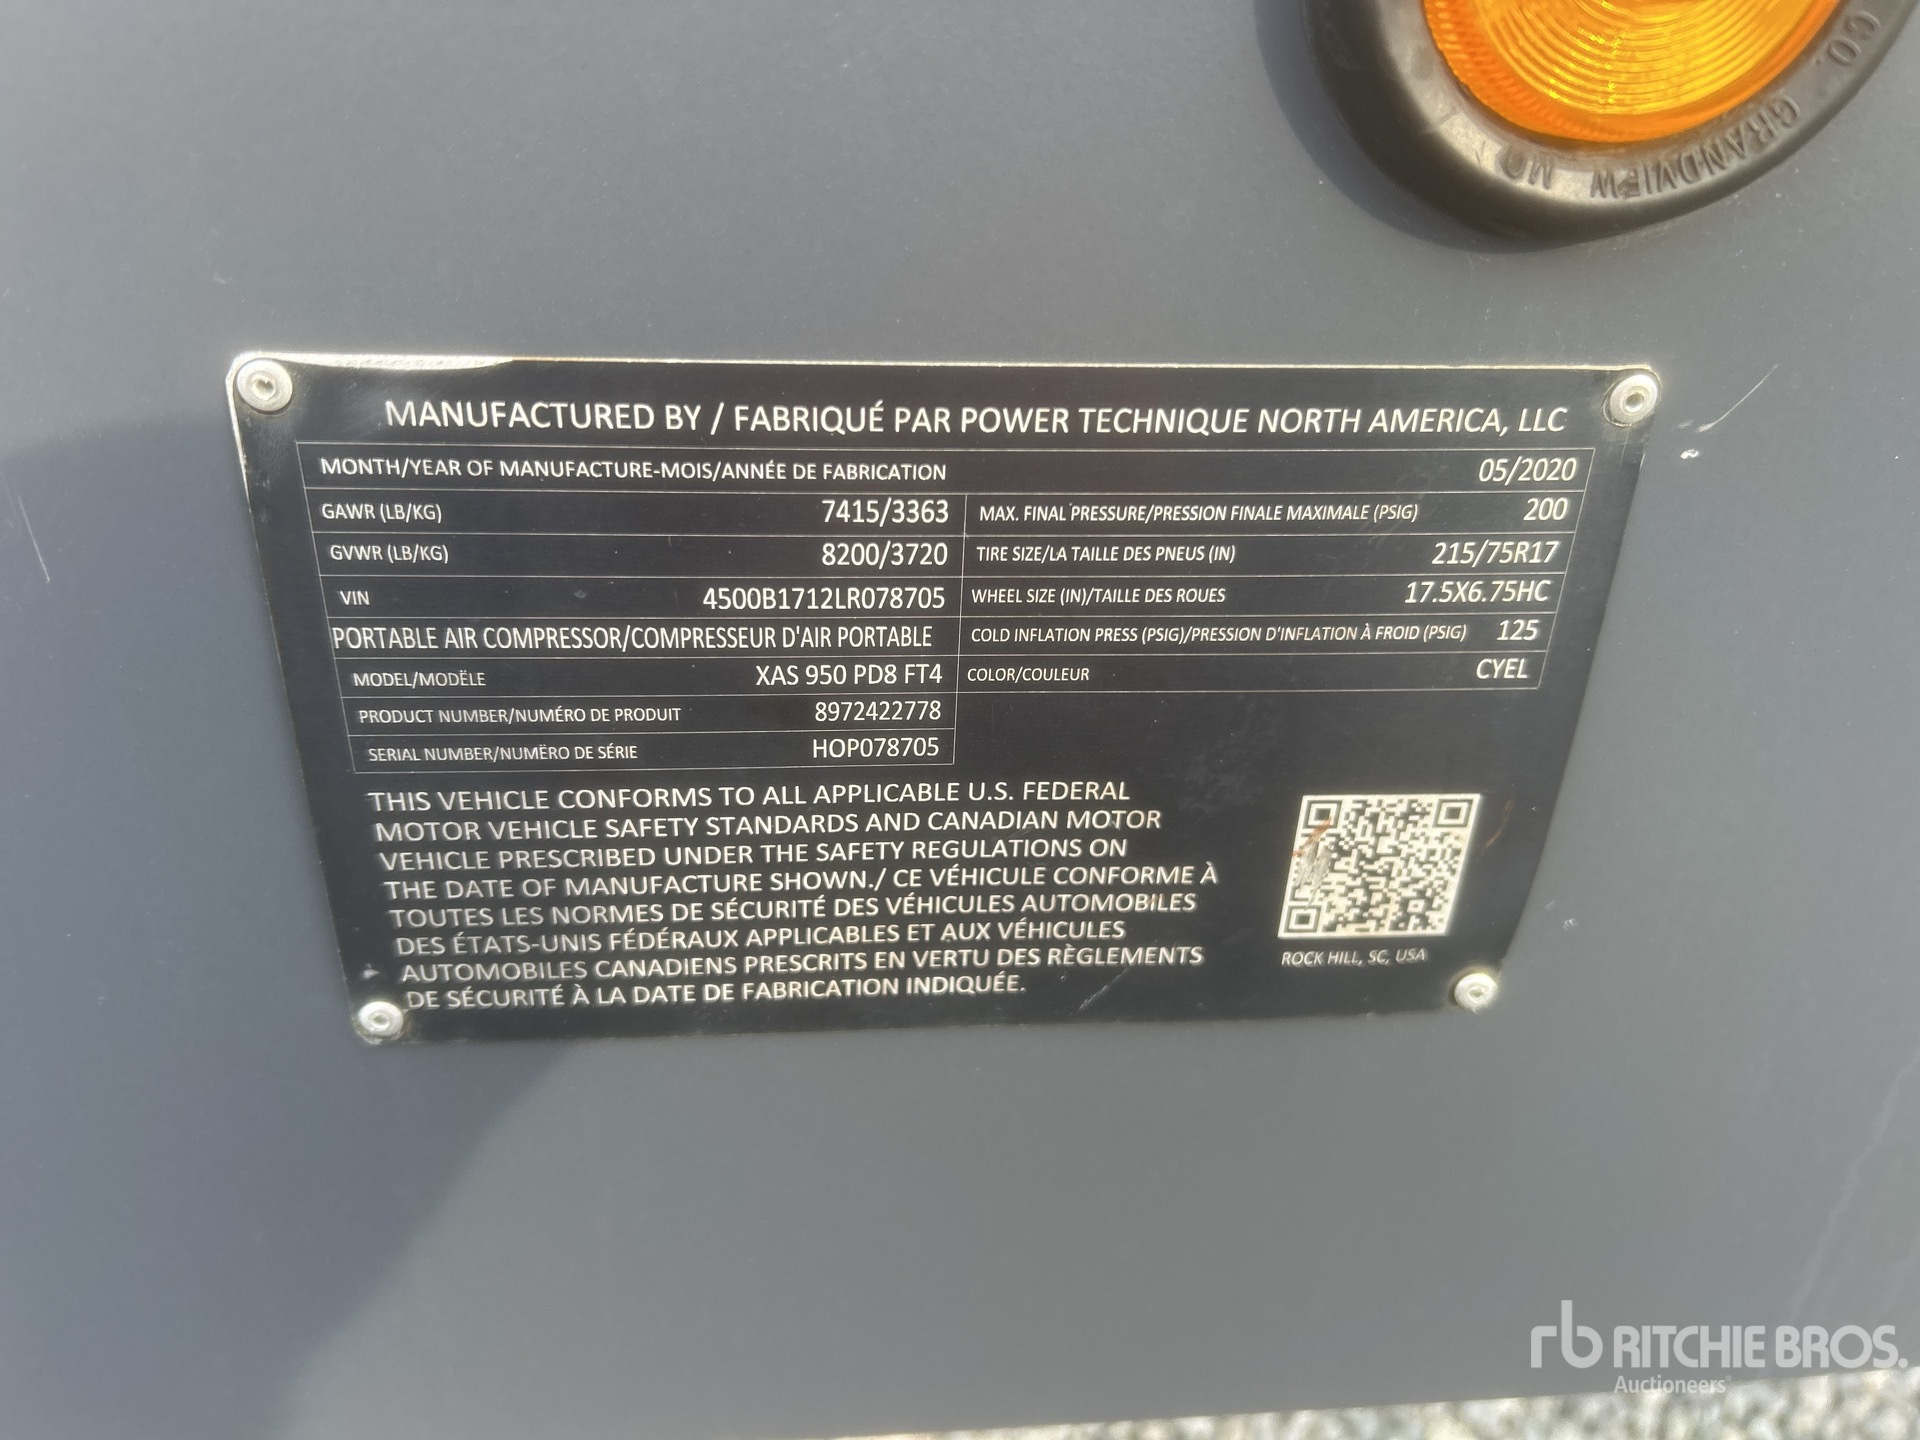 CO. GRANDVIEW MO
MANUFACTURED BY / FABRIQUÉ PAR POWER TECHNIQUE NORTH AMERICA, LLC
MONTH/YEAR OF MANUFACTURE-MOIS/ANNÉE DE FABRICATION 05/2020
GAWR (LB/KG) 7415/3363 MAX. FINAL PRESSURE/PRESSION FINALE MAXIMALE (PSIG) 200
GVWR (LB/KG) 8200/3720 TIRE SIZE/LA TAILLE DES PNEUS (IN) 215/75R17
VIN 4500B1712LR078705 WHEEL SIZE (IN)/TAILLE DES ROUES 17.5X6.75HC
PORTABLE AIR COMPRESSOR/COMPRESSEUR D'AIR PORTABLE COLD INFLATION PRESS (PSIG)/PRESSION D'INFLATION À FROID (PSIG) 125
MODEL/MODËLE XAS 950 PD8 FT4 COLOR/COULEUR CYEL
PRODUCT NUMBER/NUMÉRO DE PRODUIT 8972422778
SERIAL NUMBER/NUMËRO DE SÉRIE HOP078705
THIS VEHICLE CONFORMS TO ALL APPLICABLE U.S. FEDERAL
MOTOR VEHICLE SAFETY STANDARDS AND CANADIAN MOTOR
VEHICLE PRESCRIBED UNDER THE SAFETY REGULATIONS ON
THE DATE OF MANUFACTURE SHOWN./ CE VÉHICULE CONFORME À
TOUTES LES NORMES DE SÉCURITÉ DES VÉHICULES AUTOMOBILES
DES ÉTATS-UNIS FÉDÉRAUX APPLICABLES ET AUX VÉHICULES
AUTOMOBILES CANADIENS PRESCRITS EN VERTU DES RÈGLEMENTS
DE SÉCURITÉ À LA DATE DE FABRICATION INDIQUÉE.
ROCK HILL, SC, USA
rb RITCHIE BROS.
Auctioneers